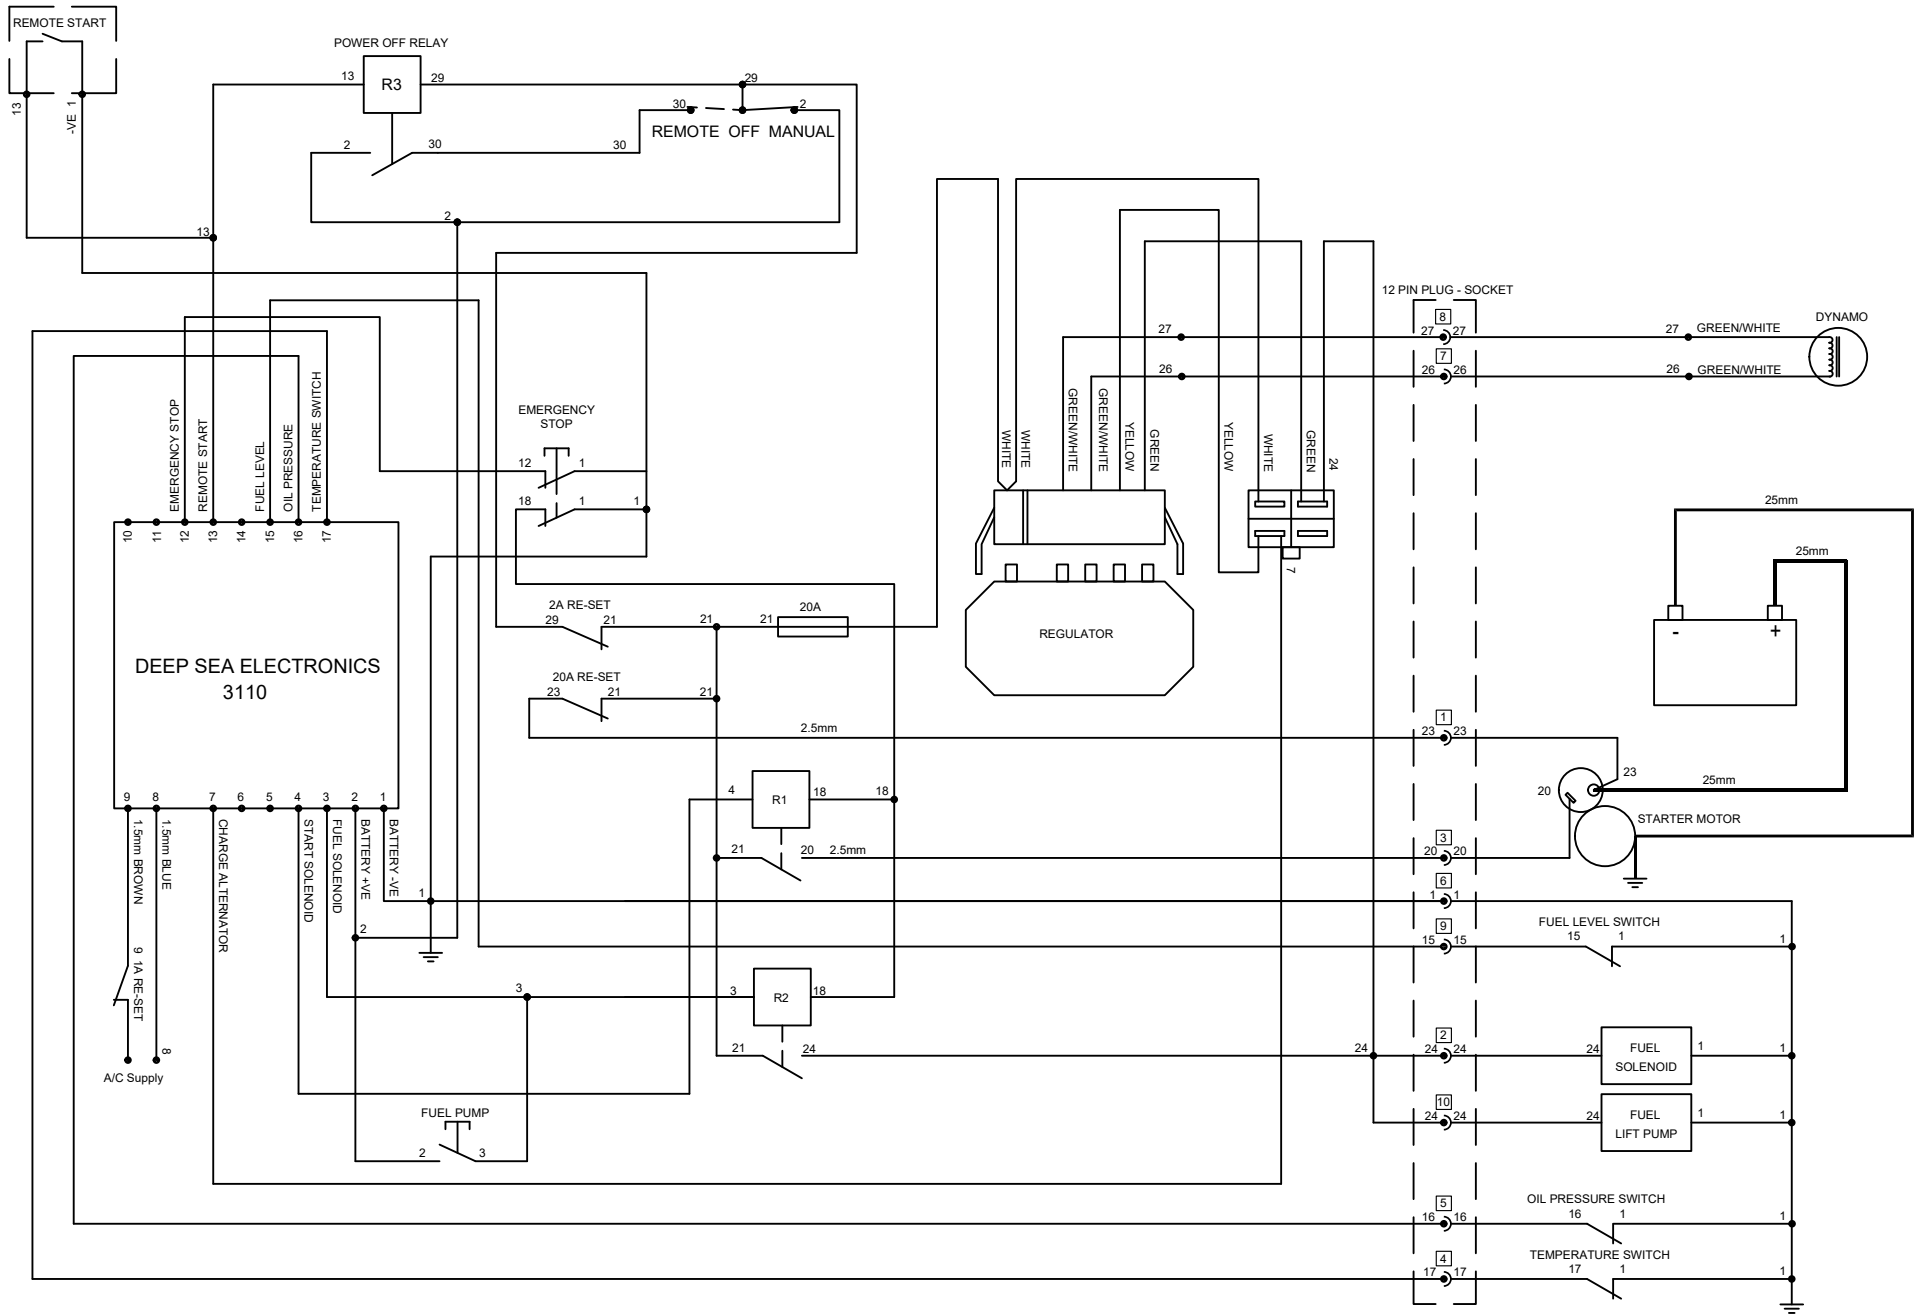 REMOTE START
13
-VE 1
POWER OFF RELAY
13
R3
29
29
30
2
REMOTE OFF MANUAL
2
30
30
2
13
12 PIN PLUG - SOCKET
8
27
27
27
27
GREEN/WHITE
DYNAMO
7
26
26
26
26
GREEN/WHITE
EMERGENCY STOP
REMOTE START
FUEL LEVEL
OIL PRESSURE
TEMPERATURE SWITCH
EMERGENCY
STOP
12
1
18
1
1
WHITE
WHITE
GREEN/WHITE
GREEN/WHITE
YELLOW
GREEN
YELLOW
WHITE
GREEN
24
7
10
11
12
13
14
15
16
17
25mm
25mm
-
+
DEEP SEA ELECTRONICS
3110
2A RE-SET
29
21
21
21
20A
REGULATOR
20A RE-SET
23
21
21
2.5mm
1
23
23
23
25mm
20
STARTER MOTOR
9
8
7
6
5
4
3
2
1
1.5mm BROWN
1.5mm BLUE
CHARGE ALTERNATOR
START SOLENOID
FUEL SOLENOID
BATTERY +VE
BATTERY -VE
4
R1
18
18
21
20
2.5mm
3
20
20
1
6
1
1
2
9
15
15
FUEL LEVEL SWITCH
15
1
1
9 1A RE-SET
8
A/C Supply
3
3
R2
18
21
24
24
2
24
24
24
FUEL
SOLENOID
1
1
10
24
24
24
FUEL
LIFT PUMP
1
1
FUEL PUMP
2
3
5
16
16
OIL PRESSURE SWITCH
16
1
1
4
17
17
TEMPERATURE SWITCH
17
1
1